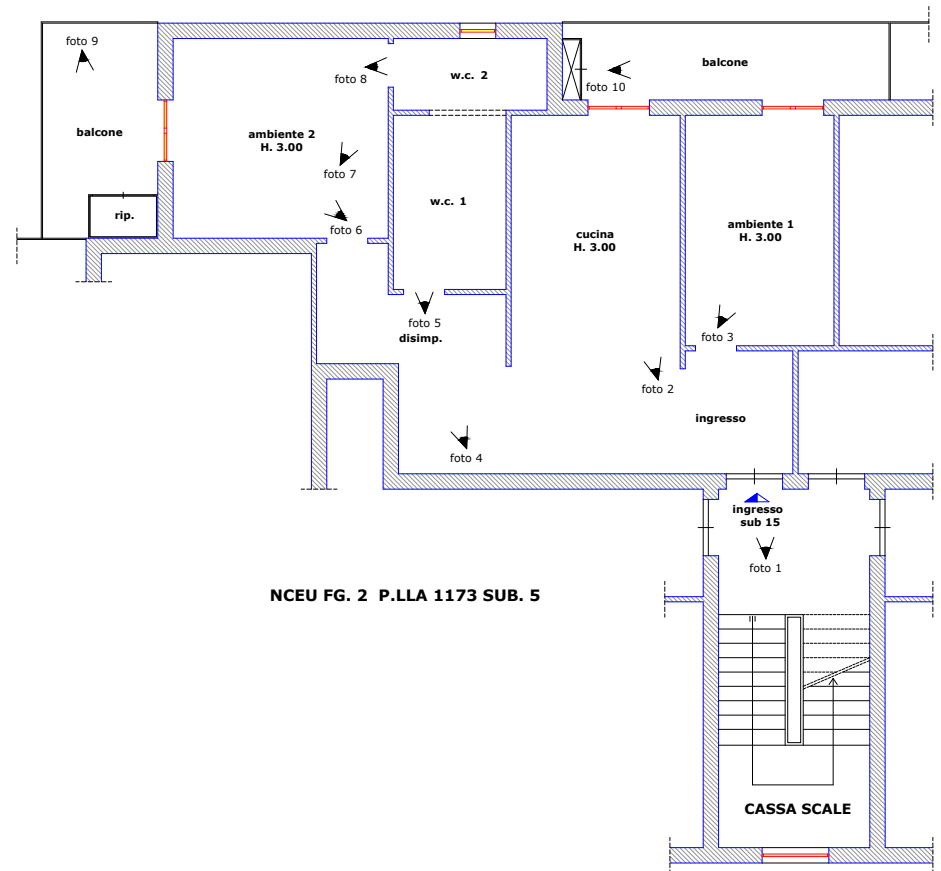 foto 9
balcone
rip.
ambiente 2
H. 3.00
foto 8
foto 7
foto 6
w.c. 2
w.c. 1
foto 5
disimp.
foto 4
foto 10
balcone
cucina
H. 3.00
ambiente 1
H. 3.00
foto 3
foto 2
ingresso
ingresso
sub 15
foto 1
NCEU FG. 2 P.LLA 1173 SUB. 5
CASSA SCALE